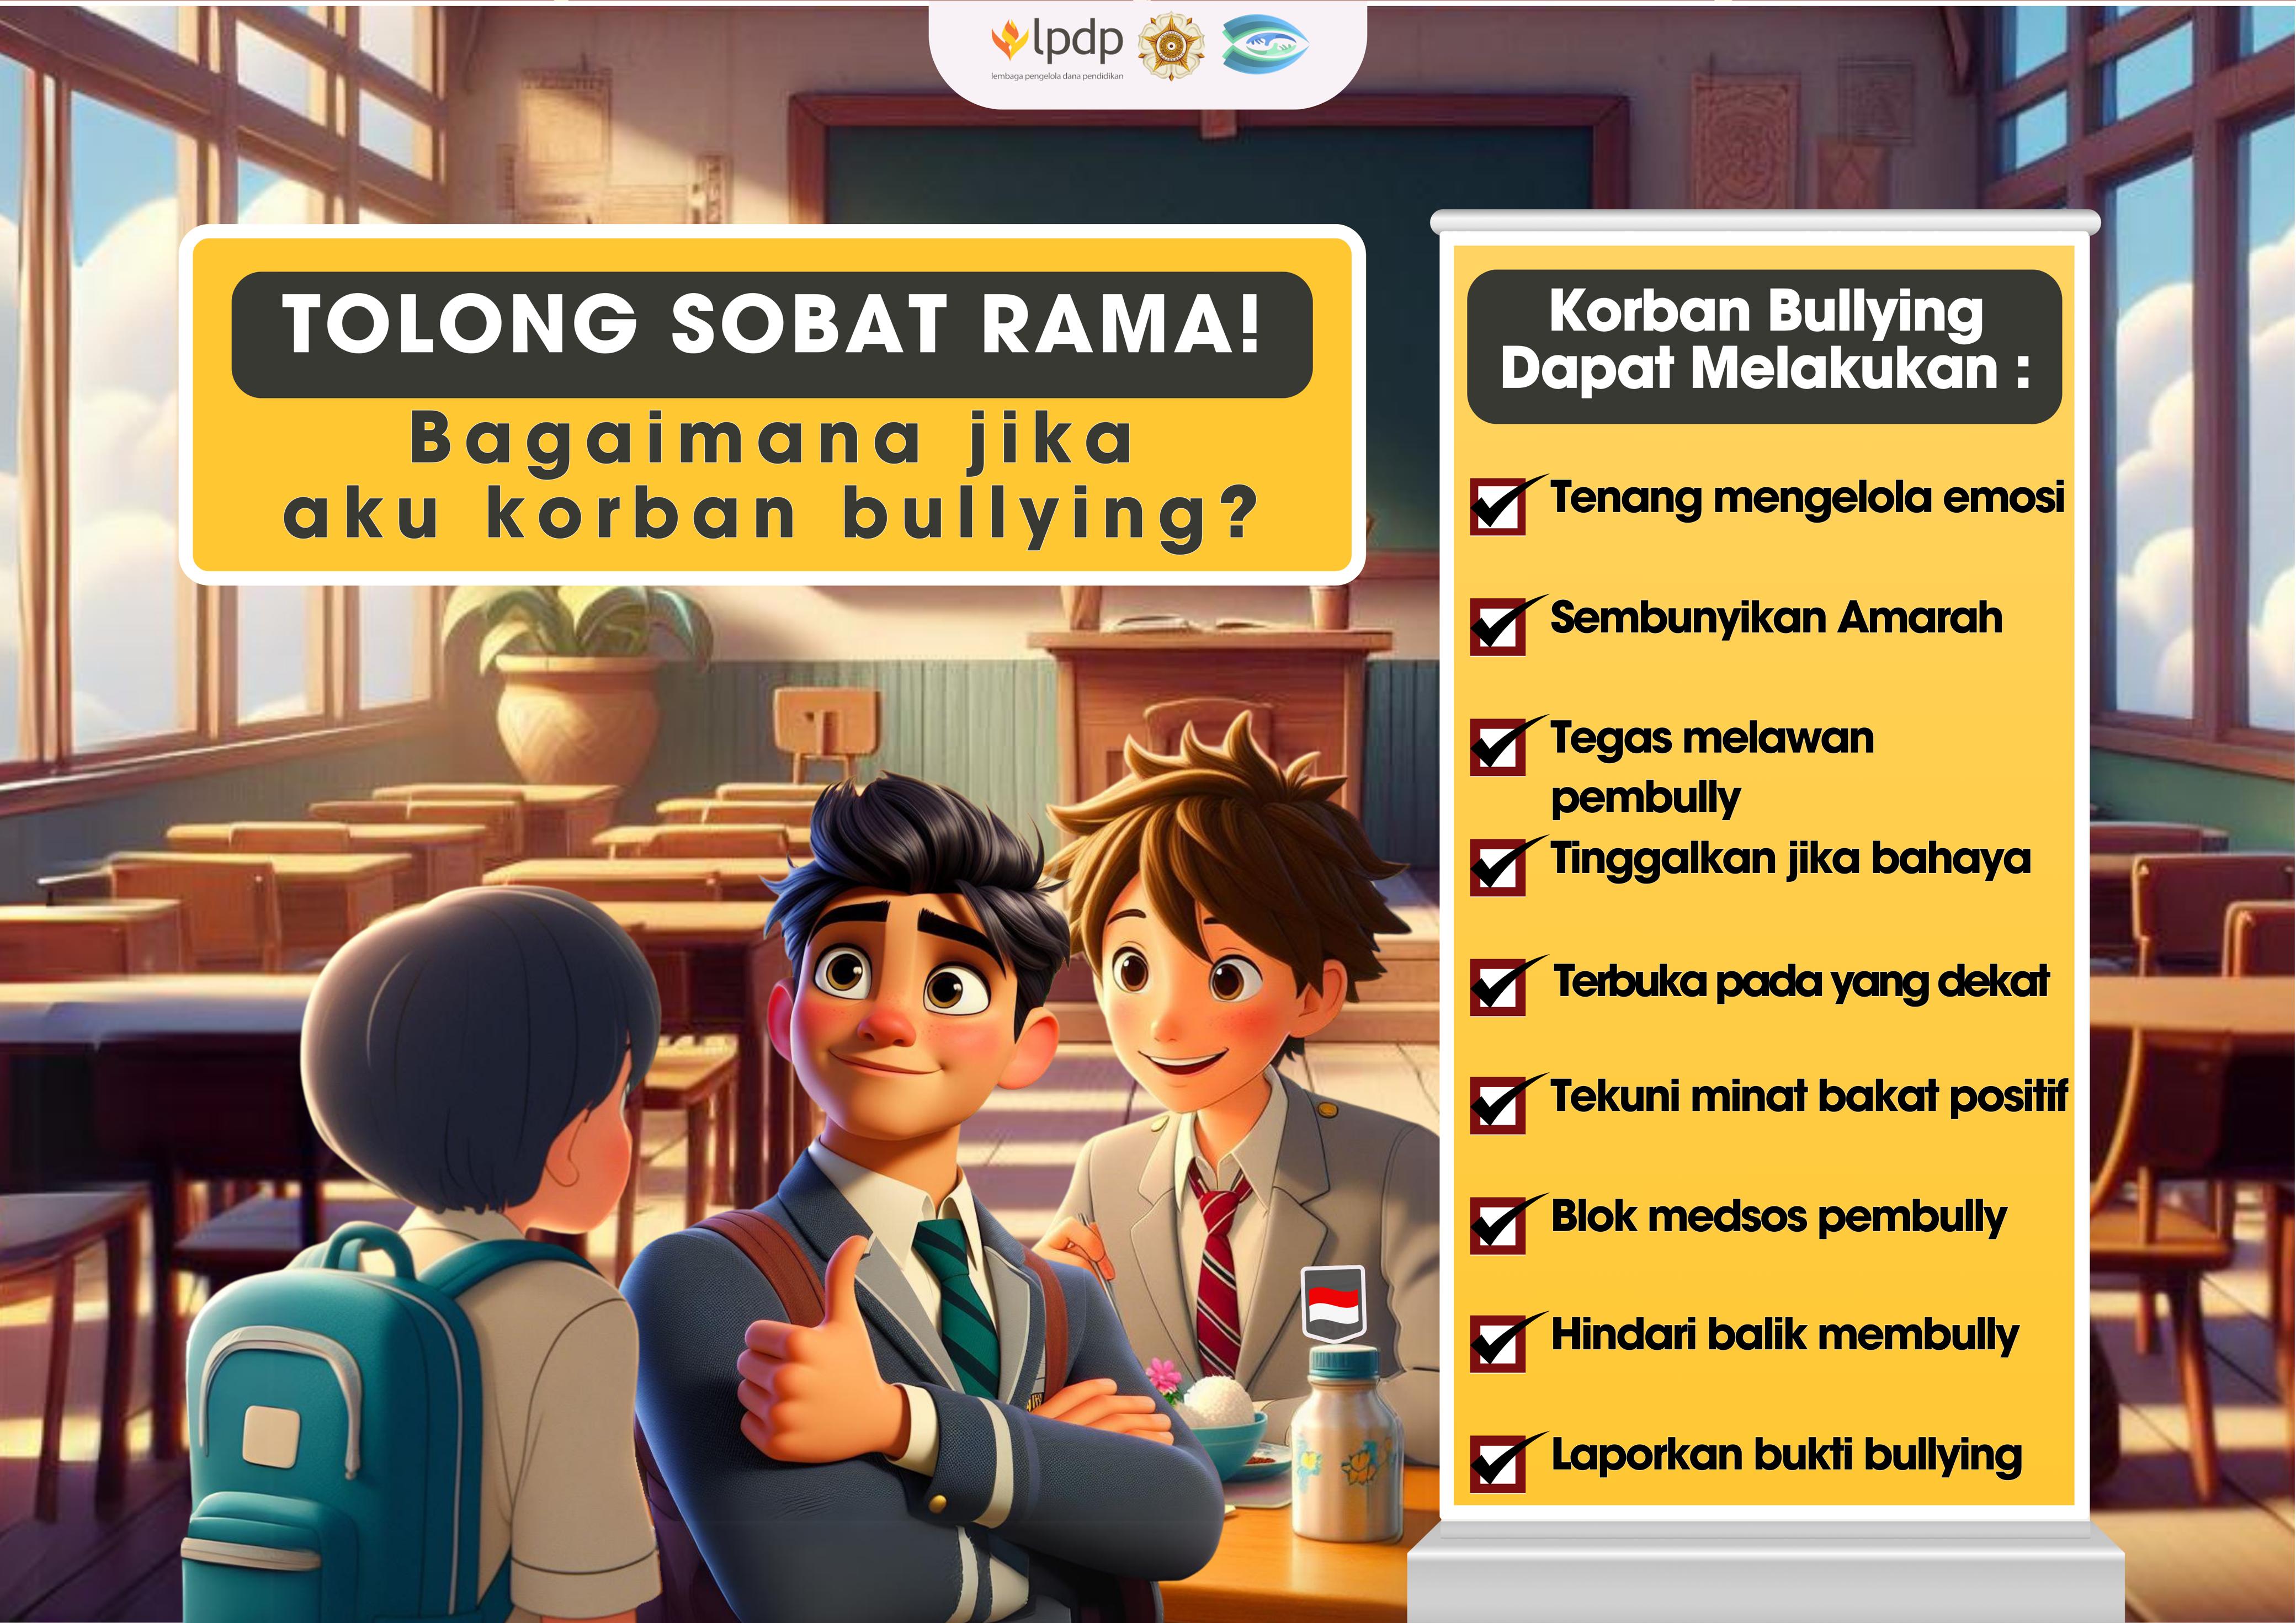 lpdp
lembaga pengelola dana pendidikan
TOLONG SOBAT RAMA!
Bagaimana jika
aku korban bullying?
Korban Bullying
Dapat Melakukan :
Tenang mengelola emosi
Sembunyikan Amarah
Tegas melawan
pembully
Tinggalkan jika bahaya
Terbuka pada yang dekat
Tekuni minat bakat positif
Blok medsos pembully
Hindari balik membully
Laporkan bukti bullying